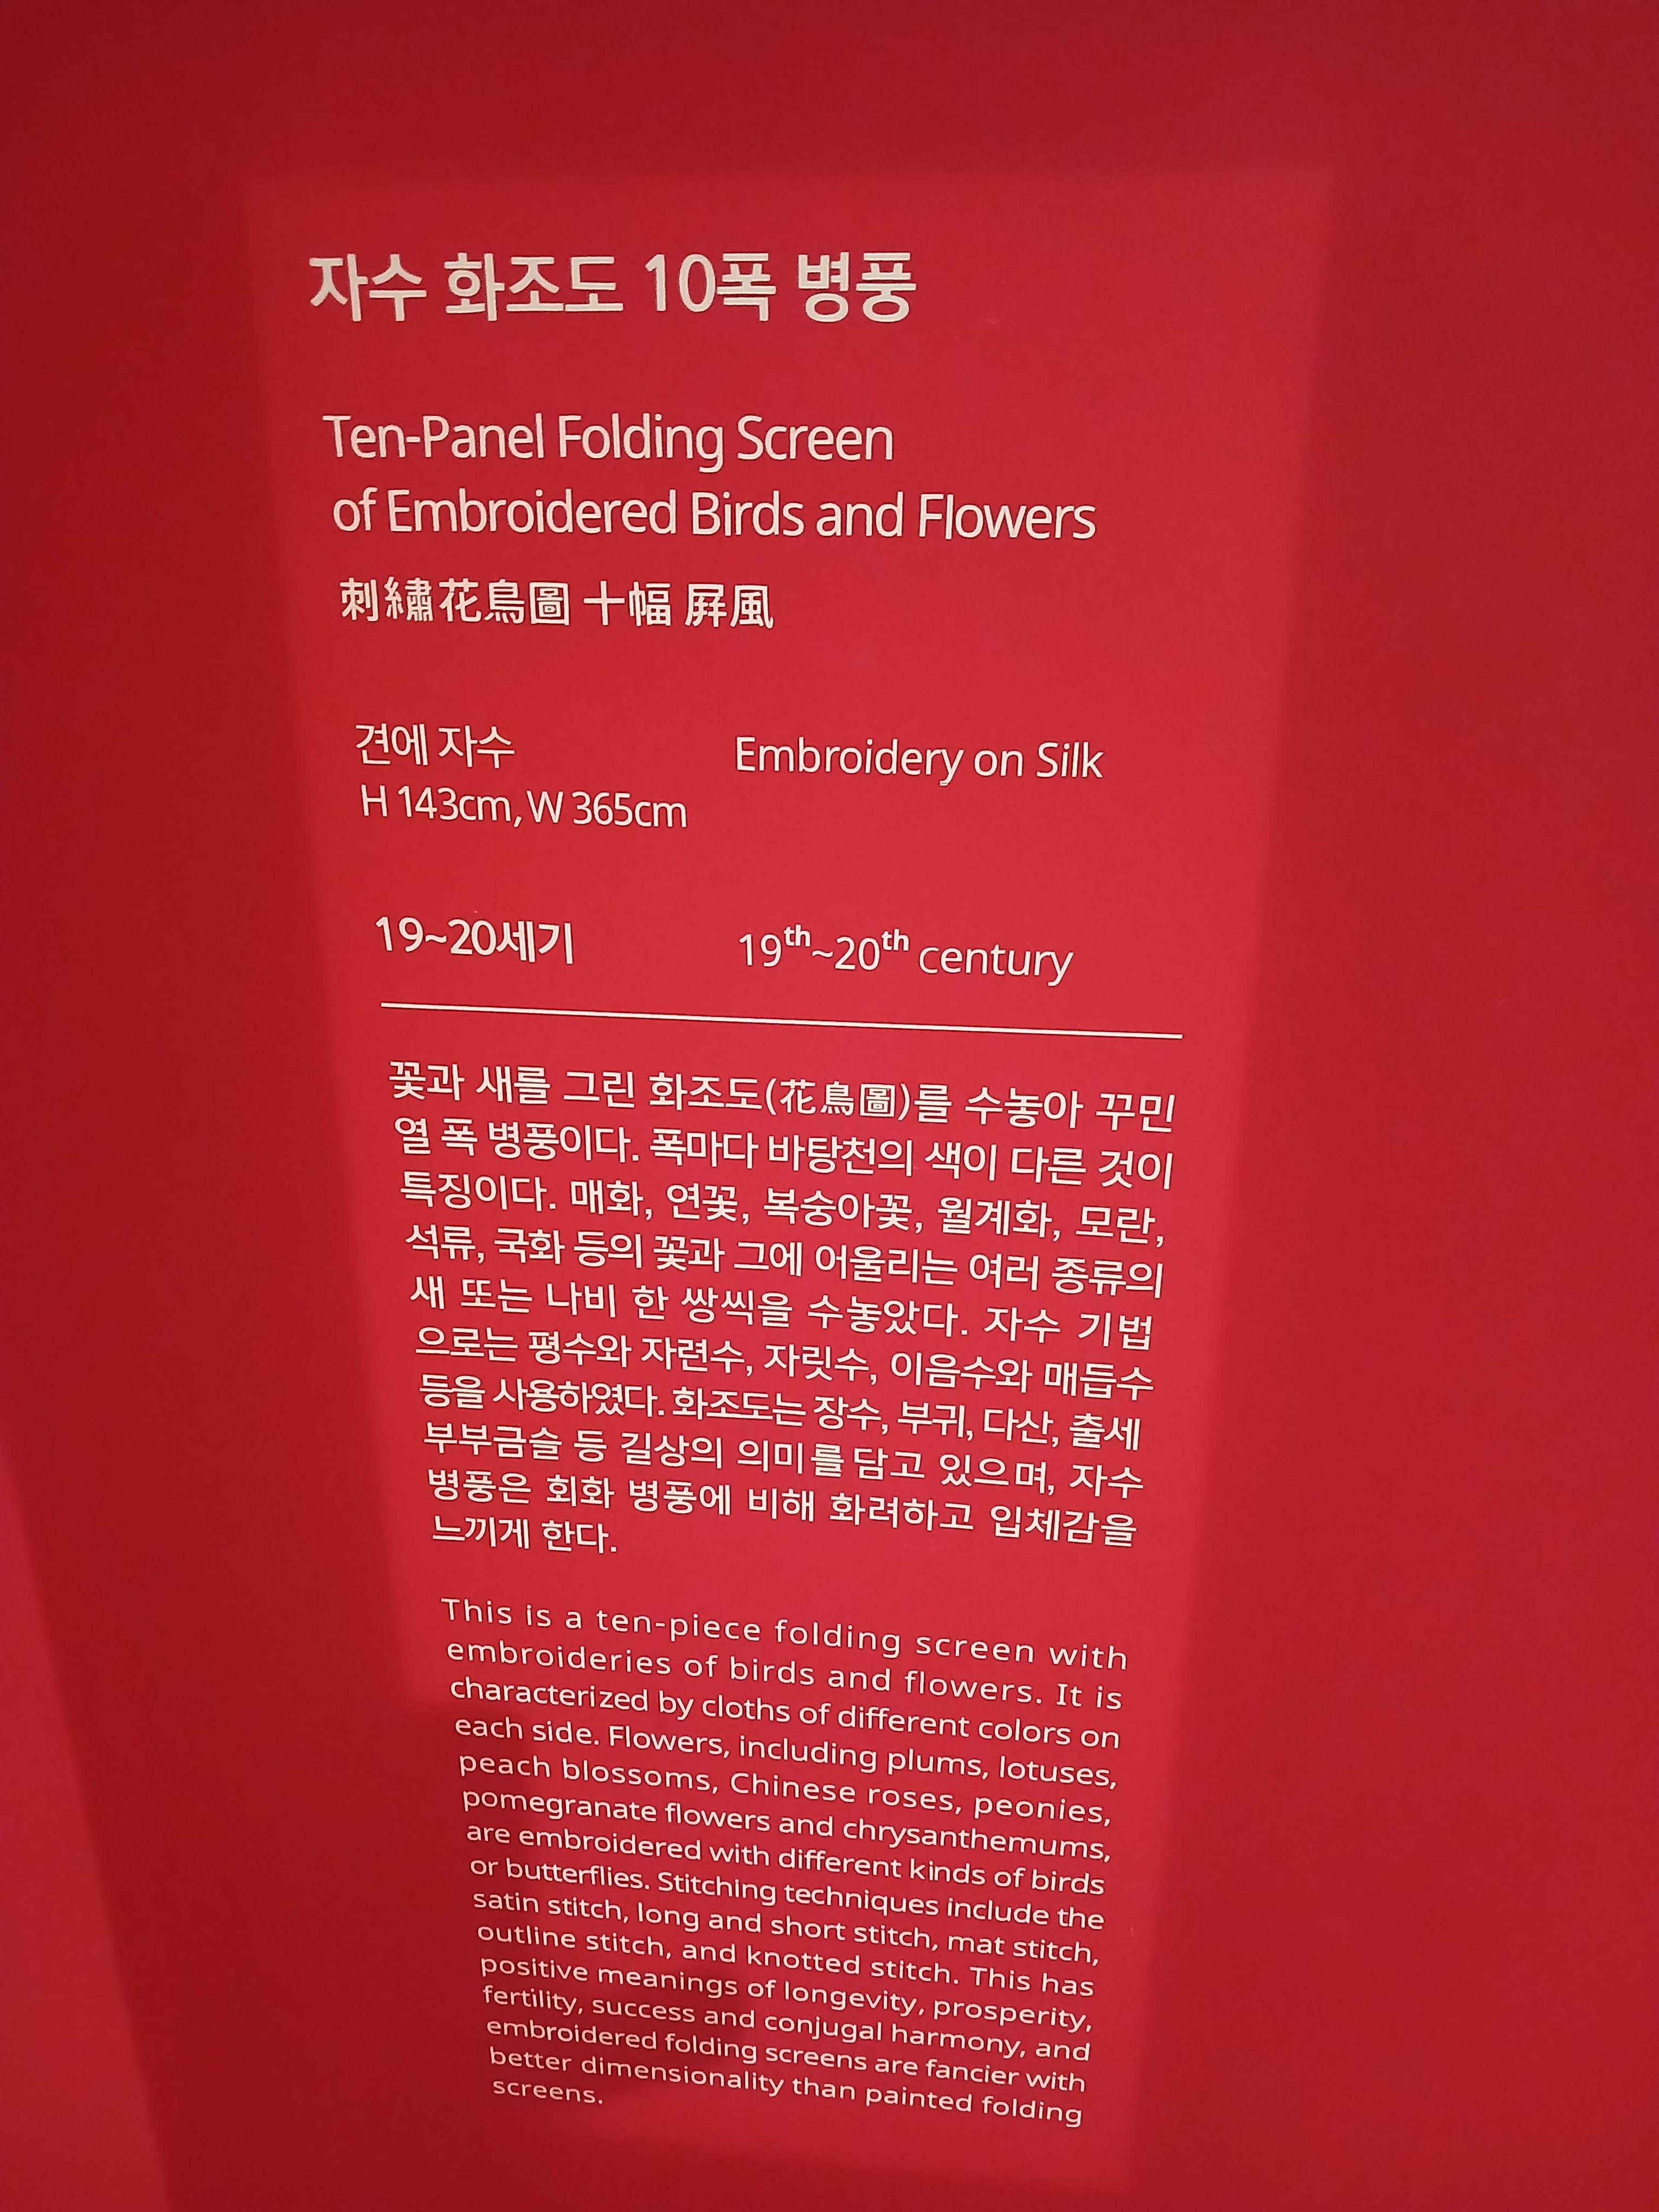 자수 화조도 10폭 병풍
Ten-Panel Folding Screen
of Embroidered Birds and Flowers
刺繡花鳥圖 十幅 屛風
견에 자수 Embroidery on Silk
H 143cm, W 365cm
19~20세기 19th~20th century
꽃과 새를 그린 화조도(花鳥圖)를 수놓아 꾸민
열 폭 병풍이다. 폭마다 바탕천의 색이 다른 것이
특징이다. 매화, 연꽃, 복숭아꽃, 월계화, 모란,
석류, 국화 등의 꽃과 그에 어울리는 여러 종류의
새 또는 나비 한 쌍씩을 수놓았다. 자수 기법
으로는 평수와 자련수, 자릿수, 이음수와 매듭수
등을 사용하였다. 화조도는 장수, 부귀, 다산, 출세
부부금슬 등 길상의 의미를 담고 있으며, 자수
병풍은 회화 병풍에 비해 화려하고 입체감을
느끼게 한다.
This is a ten-piece folding screen with
embroideries of birds and flowers. It is
characterized by cloths of different colors on
each side. Flowers, including plums, lotuses,
peach blossoms, Chinese roses, peonies,
pomegranate flowers and chrysanthemums,
are embroidered with different kinds of birds
or butterflies. Stitching techniques include the
satin stitch, long and short stitch, mat stitch,
outline stitch, and knotted stitch. This has
positive meanings of longevity, prosperity,
fertility, success and conjugal harmony, and
embroidered folding screens are fancier with
better dimensionality than painted folding
screens.